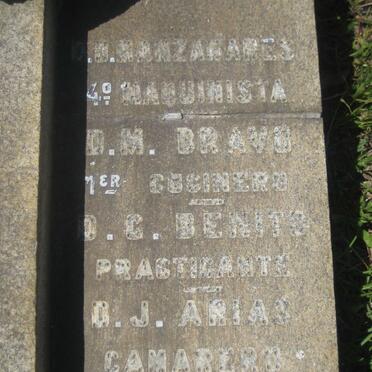 D.D. MANZANARES
4º MAQUINISTA
D.M. BRAVO
1ER COCINERO
D.C. BENITO
PRACTICANTE
D.J. ARIAS
CAMARERO